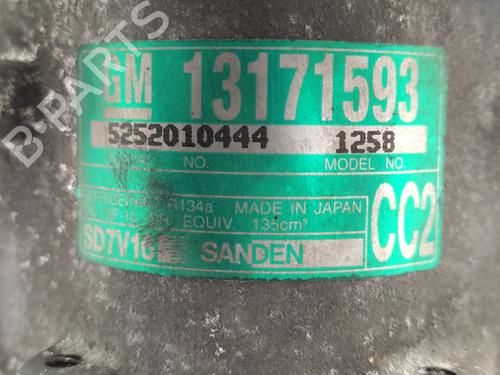 GM 13171593
5252010444 1258
NO. MODEL NO.
R134a MADE IN JAPAN
EQUIV. 135cm³
CC2
SD7V16 SANDEN
B-PARTS